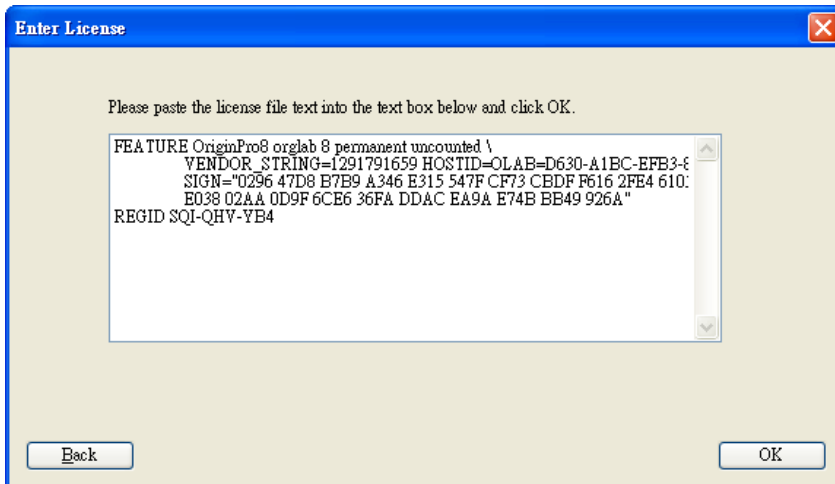 Enter License
Please paste the license file text into the text box below and click OK.
FEATURE OriginPro8 orglab 8 permanent uncounted \
VENDOR_STRING=1291791659 HOSTID=OLAB=D630-A1BC-EFB3-
SIGN="0296 47D8 B7B9 A346 E315 547F CF73 CBDF F616 2FE4
E038 02AA 0D9F 6CE6 36FA DDAC EA9A E74B BB49 926A"
REGID SQI-QHV-YB4
Back
OK